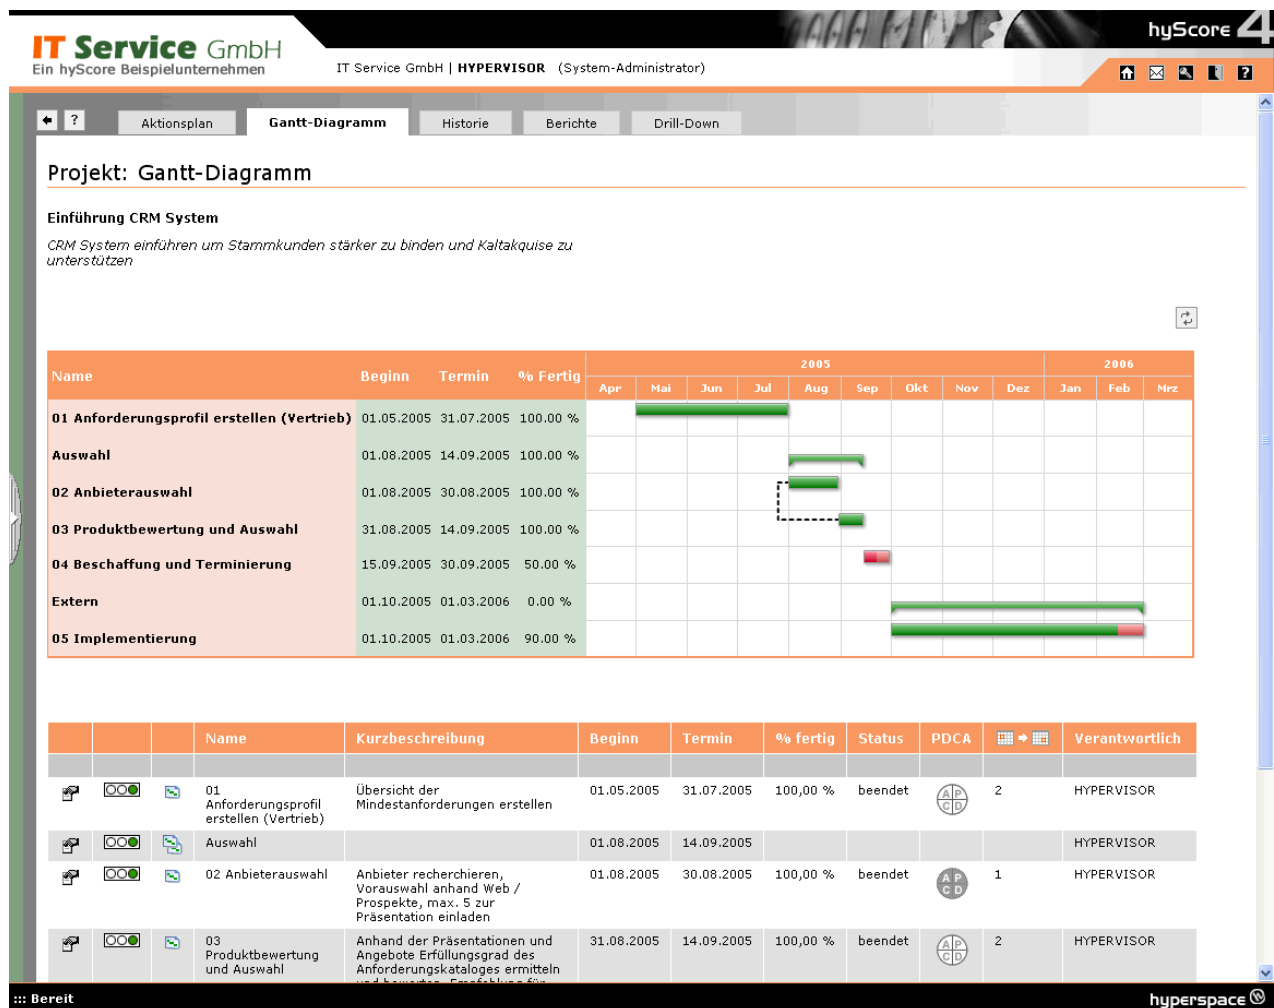 hyScore 4
IT Service GmbH
Ein hyScore Beispielunternehmen
IT Service GmbH | HYPERVISOR (System-Administrator)
?
? Aktionsplan Gantt-Diagramm Historie Berichte Drill-Down
Projekt: Gantt-Diagramm
Einführung CRM System
CRM System einführen um Stammkunden stärker zu binden und Kaltakquise zu
unterstützen
Name Beginn Termin % Fertig 2005 2006
Apr Mai Jun Jul Aug Sep Okt Nov Dez Jan Feb Mrz
01 Anforderungsprofil erstellen (Vertrieb) 01.05.2005 31.07.2005 100.00 %
Auswahl 01.08.2005 14.09.2005 100.00 %
02 Anbieterauswahl 01.08.2005 30.08.2005 100.00 %
03 Produktbewertung und Auswahl 31.08.2005 14.09.2005 100.00 %
04 Beschaffung und Terminierung 15.09.2005 30.09.2005 50.00 %
Extern 01.10.2005 01.03.2006 0.00 %
05 Implementierung 01.10.2005 01.03.2006 90.00 %
Name Kurzbeschreibung Beginn Termin % fertig Status PDCA Verantwortlich
01 Übersicht der 01.05.2005 31.07.2005 100,00 % beendet A P 2 HYPERVISOR
Anforderungsprofil Mindestanforderungen erstellen C D
erstellen (Vertrieb)
Auswahl 01.08.2005 14.09.2005 HYPERVISOR
02 Anbieterauswahl Anbieter recherchieren, 01.08.2005 30.08.2005 100,00 % beendet A P 1 HYPERVISOR
Vorauswahl anhand Web / C D
Prospekte, max. 5 zur
Präsentation einladen
03 Anhand der Präsentationen und 31.08.2005 14.09.2005 100,00 % beendet A P 2 HYPERVISOR
Produktbewertung Angebote Erfüllungsgrad des C D
und Auswahl Anforderungskataloges ermitteln
und bewerten, Empfehlung für
::: Bereit hyperspace